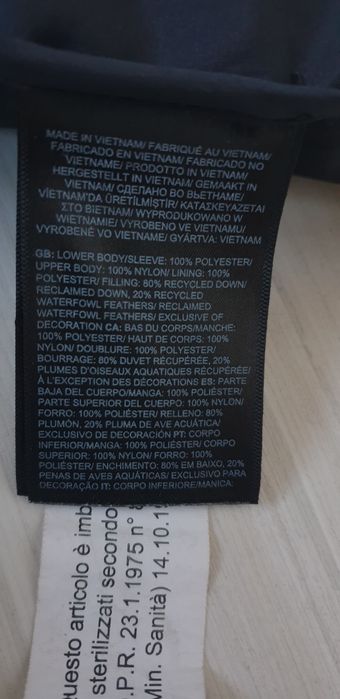 MADE IN VIETNAM/ FABRIQUÉ AU VIETNAM/
FABRICADO EN VIETNAM/ FABRICADO NO
VIETNAME/ PRODOTTO IN VIETNAM/
HERGESTELLT IN VIETNAM/ GEMAAKT IN
VIETNAM/ СДЕЛАНО ВО ВЬЕТНАМЕ/
VİETNAM'DA ÜRETİLMİŞTİR/ ΚΑΤΑΣΚΕΥΑΖΕΤΑΙ
ΣΤΟ ΒΙΕΤΝΑΜ/ WYPRODUKOWANO W
WIETNAMIE/ VYROBENO VE VIETNAMU/
VYROBENÉ VO VIETNAME/ GYÁRTVA: VIETNAM
GB: LOWER BODY/SLEEVE: 100% POLYESTER/
UPPER BODY: 100% NYLON/ LINING: 100%
POLYESTER/ FILLING: 80% RECYCLED DOWN/
RECLAIMED DOWN, 20% RECYCLED
WATERFOWL FEATHERS/ RECLAIMED
WATERFOWL FEATHERS/ EXCLUSIVE OF
DECORATION CA: BAS DU CORPS/MANCHE:
100% POLYESTER/ HAUT DE CORPS: 100%
NYLON/ DOUBLURE: 100% POLYESTER/
BOURRAGE: 80% DUVET RÉCUPÉRÉE, 20%
PLUMES D'OISEAUX AQUATIQUES RÉCUPÉRÉE/
À L'EXCEPTION DES DÉCORATIONS ES: PARTE
BAJA DEL CUERPO/MANGA: 100% POLIÉSTER/
PARTE SUPERIOR DEL CUERPO: 100% NYLON/
FORRO: 100% POLIÉSTER/ RELLENO: 80%
PLUMÓN, 20% PLUMA DE AVE ACUÁTICA/
EXCLUSIVO DE DECORACIÓN PT: CORPO
INFERIOR/MANGA: 100% POLIÉSTER/ CORPO
SUPERIOR: 100% NYLON/ FORRO: 100%
POLIÉSTER/ ENCHIMENTO: 80% EM BAIXO, 20%
PENAS DE AVES AQUÁTICAS/ EXCLUSIVO PARA
DECORAÇÃO IT: CORPO INFERIORE/MANICA:
uesto articolo è imb
sterilizzati secondo
.P.R. 23.1.1975 n°
Min. Sanità) 14.10.19